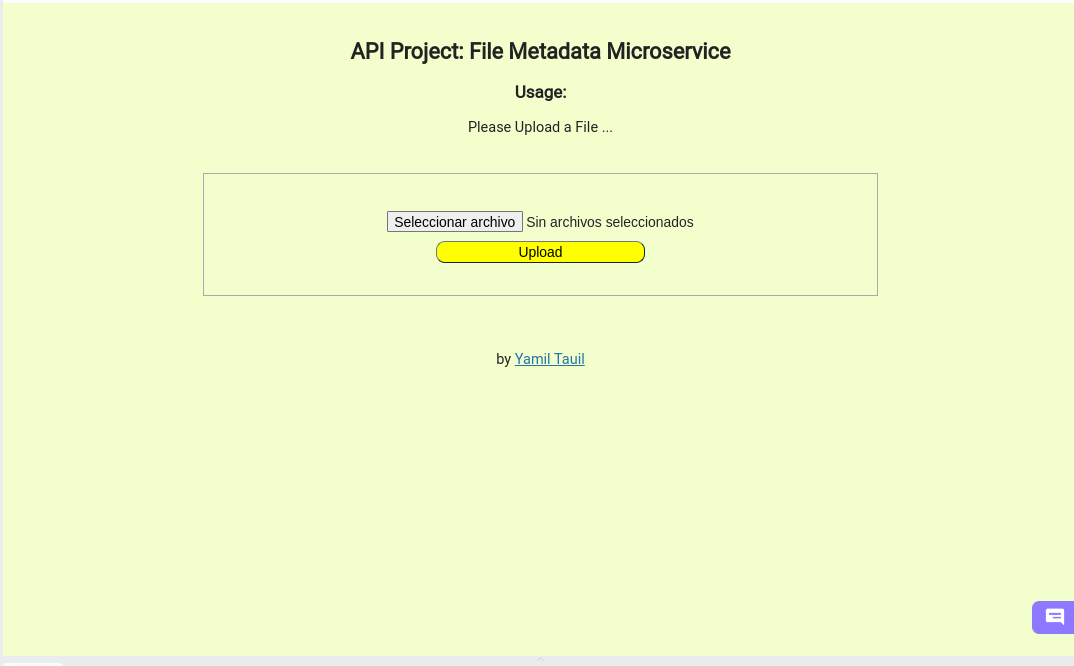 API Project: File Metadata Microservice
Usage:
Please Upload a File ...
Seleccionar archivo Sin archivos seleccionados
Upload
by Yamil Tauil